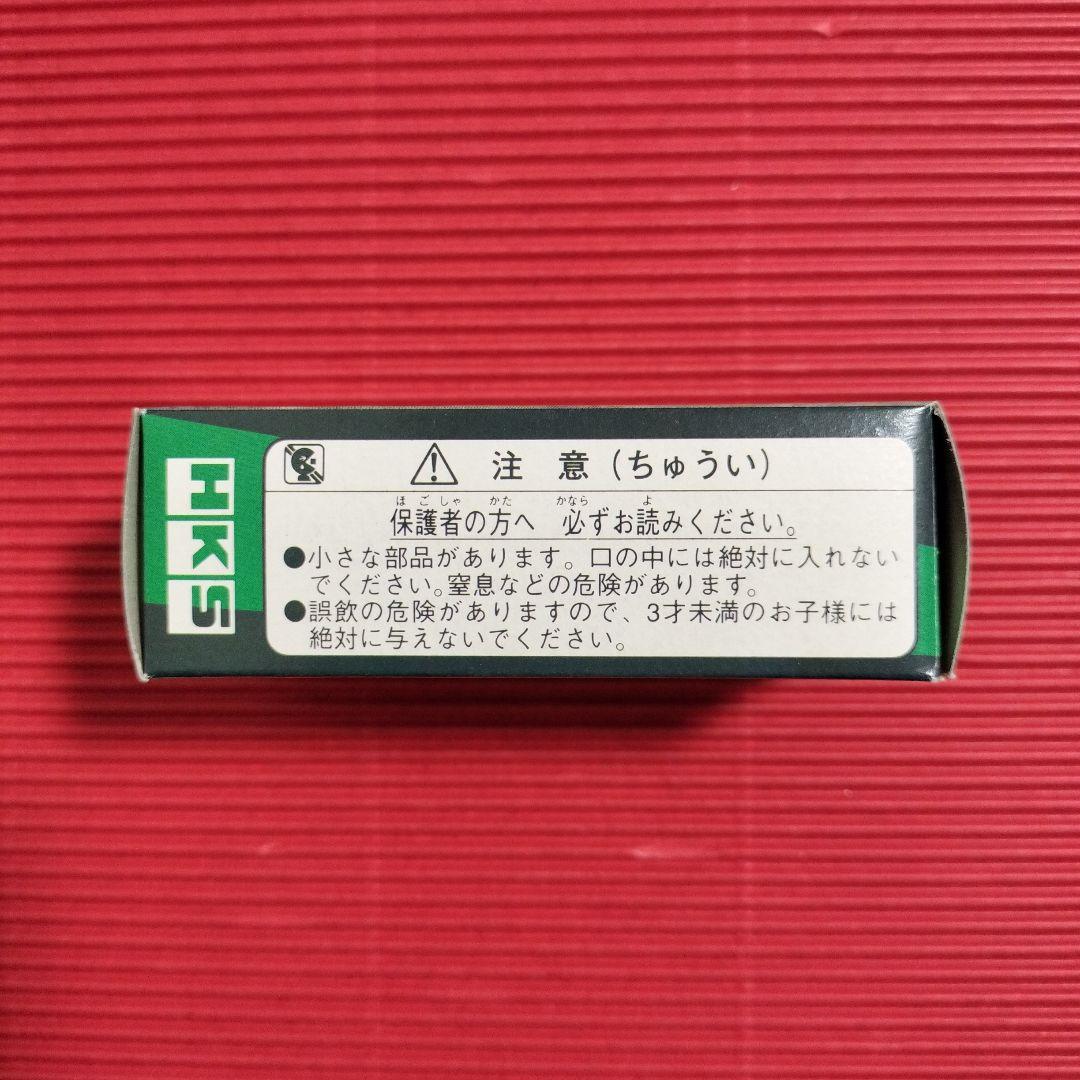 HKS
注 意 (ちゅうい)
ほごしゃ かた かなら よ
保護者の方へ 必ずお読みください。
●小さな部品があります。口の中には絶対に入れない
でください。窒息などの危険があります。
●誤飲の危険がありますので、3才未満のお子様には
絶対に与えないでください。